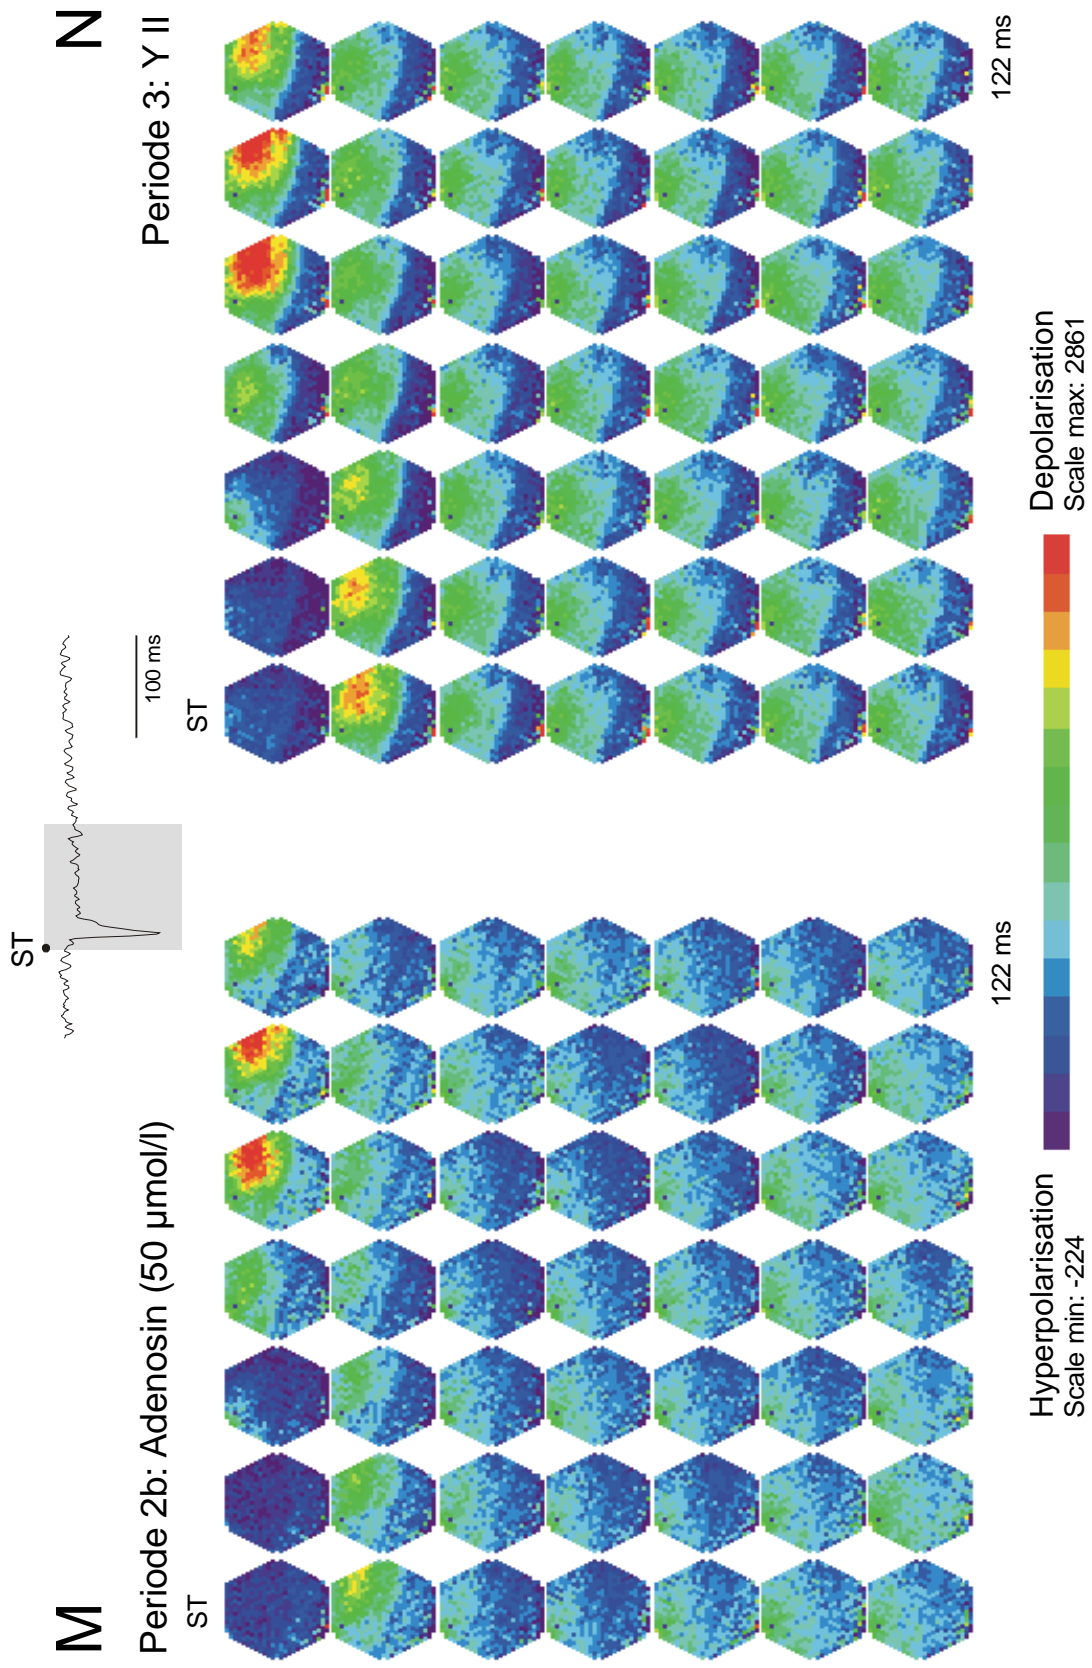 M
N
Periode 2b: Adenosin (50 µmol/l)
Periode 3: Y II
ST
100 ms
ST
ST
122 ms
122 ms
Hyperpolarisation
Scale min: -224
Depolarisation
Scale max: 2861